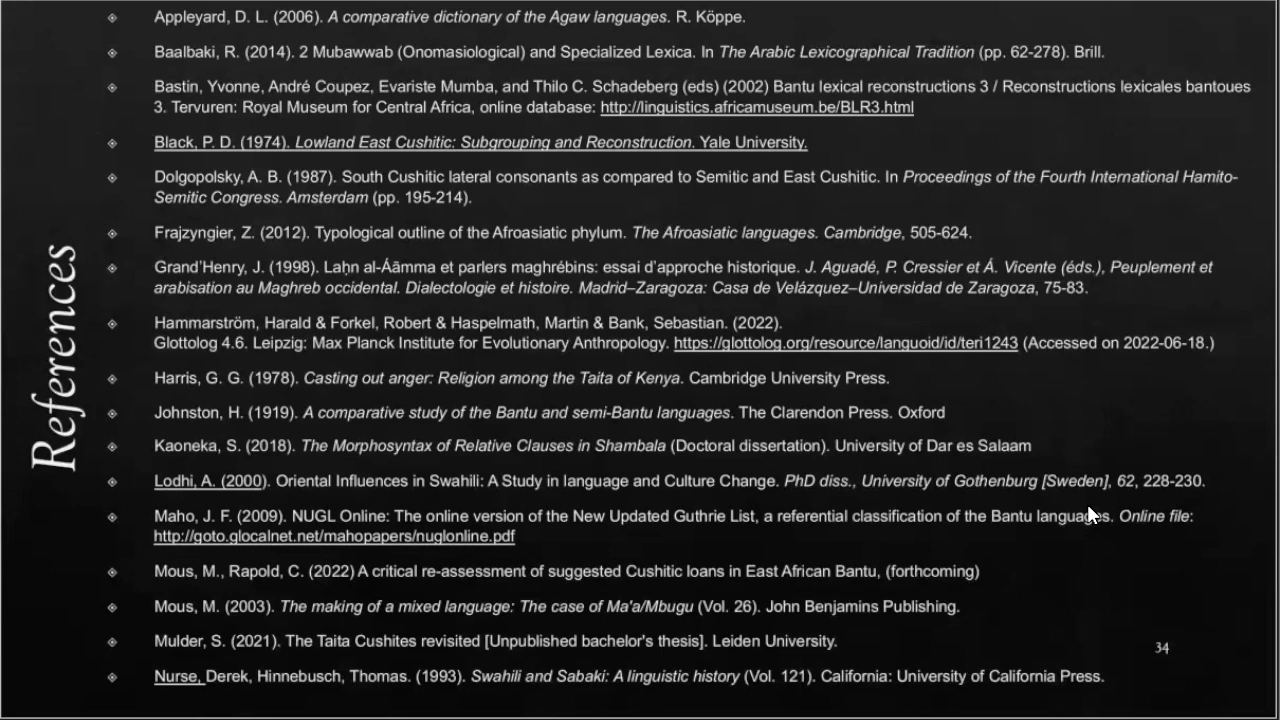 References
Appleyard, D. L. (2006). A comparative dictionary of the Agaw languages. R. Köppe.
Baalbaki, R. (2014). 2 Mubawwab (Onomasiological) and Specialized Lexica. In The Arabic Lexicographical Tradition (pp. 62-278). Brill.
Bastin, Yvonne, André Coupez, Evariste Mumba, and Thilo C. Schadeberg (eds) (2002) Bantu lexical reconstructions 3 / Reconstructions lexicales bantoues
3. Tervuren: Royal Museum for Central Africa, online database: http://linguistics.africamuseum.be/BLR3.html
Black, P. D. (1974). Lowland East Cushitic: Subgrouping and Reconstruction. Yale University.
Dolgopolsky, A. B. (1987). South Cushitic lateral consonants as compared to Semitic and East Cushitic. In Proceedings of the Fourth International Hamito-
Semitic Congress. Amsterdam (pp. 195-214).
Frajzyngier, Z. (2012). Typological outline of the Afroasiatic phylum. The Afroasiatic languages. Cambridge, 505-624.
Grand’Henry, J. (1998). Laḥn al-Áāmma et parlers maghrébins: essai d’approche historique. J. Aguadé, P. Cressier et Á. Vicente (éds.), Peuplement et
arabisation au Maghreb occidental. Dialectologie et histoire. Madrid–Zaragoza: Casa de Velázquez–Universidad de Zaragoza, 75-83.
Hammarström, Harald & Forkel, Robert & Haspelmath, Martin & Bank, Sebastian. (2022).
Glottolog 4.6. Leipzig: Max Planck Institute for Evolutionary Anthropology. https://glottolog.org/resource/languoid/id/teri1243 (Accessed on 2022-06-18.)
Harris, G. G. (1978). Casting out anger: Religion among the Taita of Kenya. Cambridge University Press.
Johnston, H. (1919). A comparative study of the Bantu and semi-Bantu languages. The Clarendon Press. Oxford
Kaoneka, S. (2018). The Morphosyntax of Relative Clauses in Shambala (Doctoral dissertation). University of Dar es Salaam
Lodhi, A. (2000). Oriental Influences in Swahili: A Study in language and Culture Change. PhD diss., University of Gothenburg [Sweden], 62, 228-230.
Maho, J. F. (2009). NUGL Online: The online version of the New Updated Guthrie List, a referential classification of the Bantu languages. Online file:
http://goto.glocalnet.net/mahopapers/nuglonline.pdf
Mous, M., Rapold, C. (2022) A critical re-assessment of suggested Cushitic loans in East African Bantu, (forthcoming)
Mous, M. (2003). The making of a mixed language: The case of Ma'a/Mbugu (Vol. 26). John Benjamins Publishing.
Mulder, S. (2021). The Taita Cushites revisited [Unpublished bachelor's thesis]. Leiden University.
Nurse, Derek, Hinnebusch, Thomas. (1993). Swahili and Sabaki: A linguistic history (Vol. 121). California: University of California Press.
34